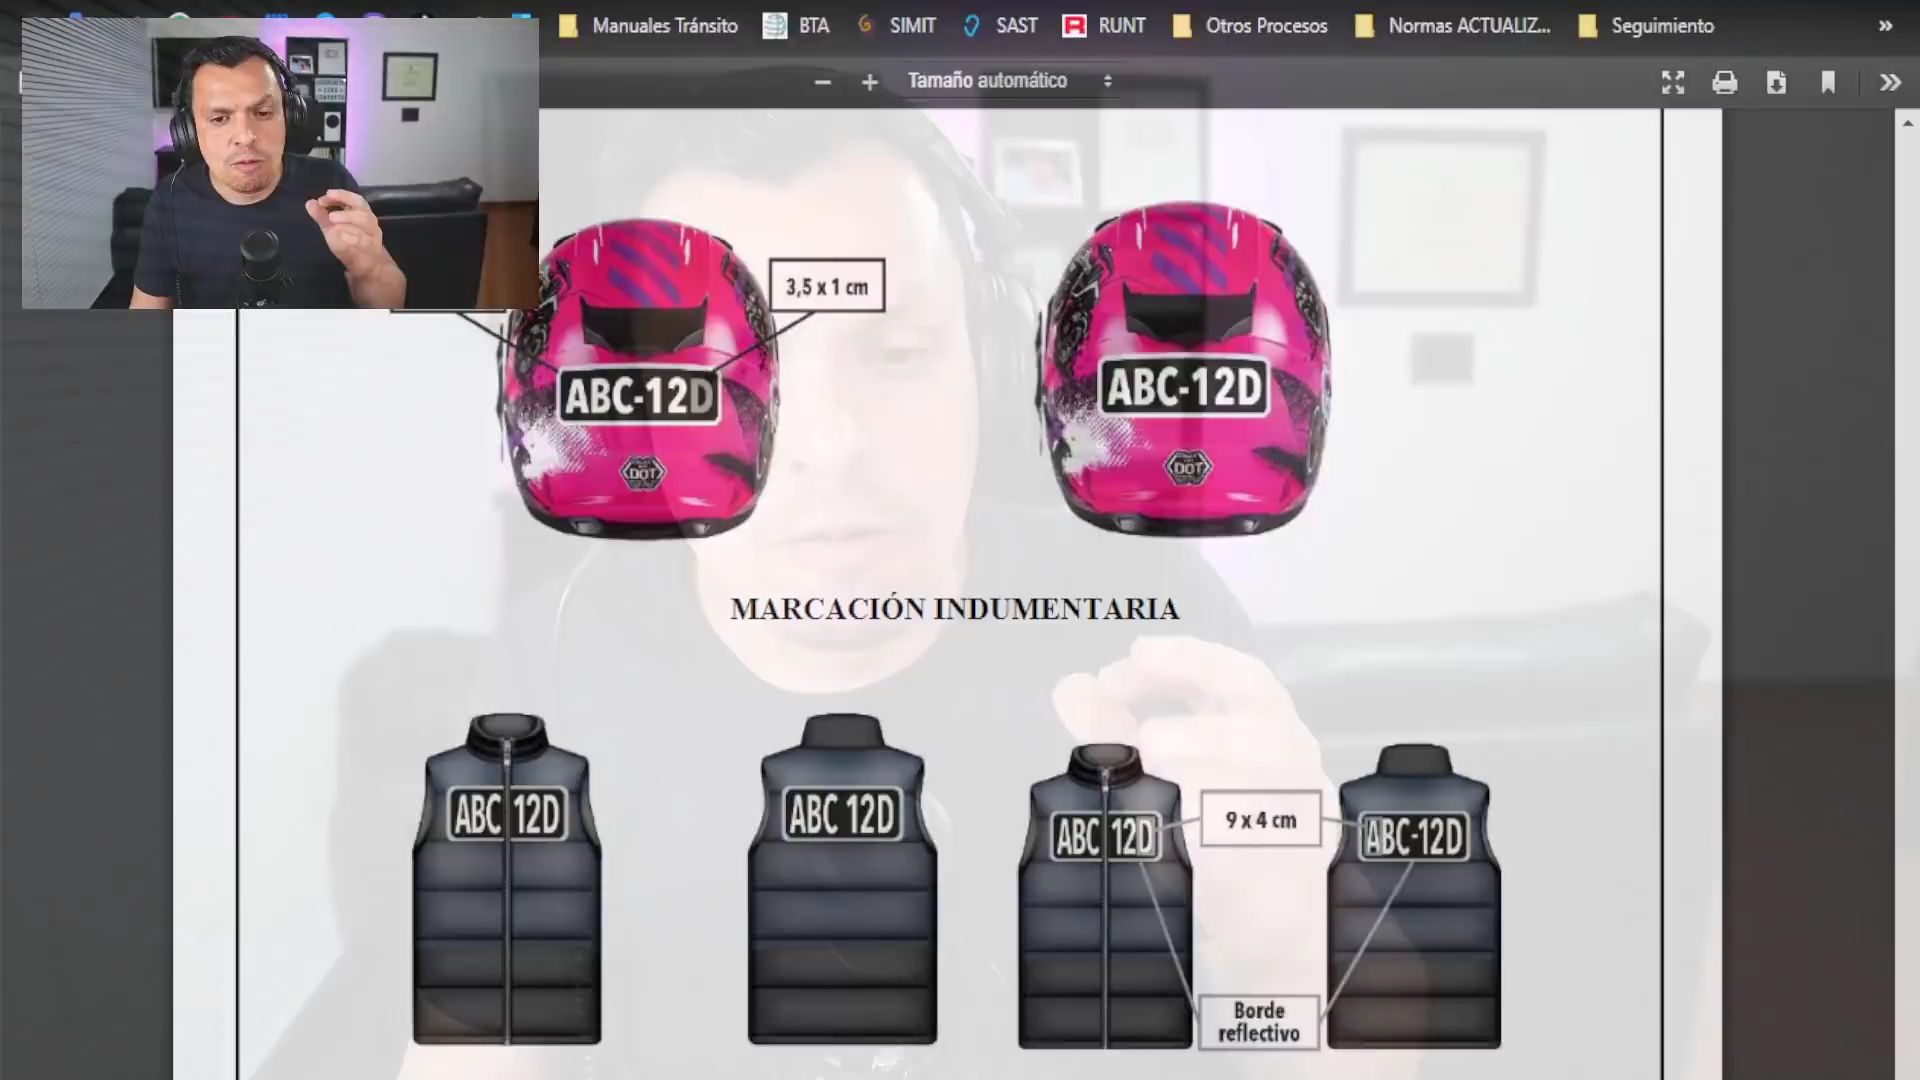 Manuales Tránsito
BTA
SIMIT
SAST
RUNT
Otros Procesos
Normas ACTUALIZ...
Seguimiento
Tamaño automático
3,5 x 1 cm
ABC-12D
DOT
ABC-12D
DOT
MARCACIÓN INDUMENTARIA
ABC 12D
ABC 12D
ABC 12D
9 x 4 cm
ABC-12D
Borde
reflectivo